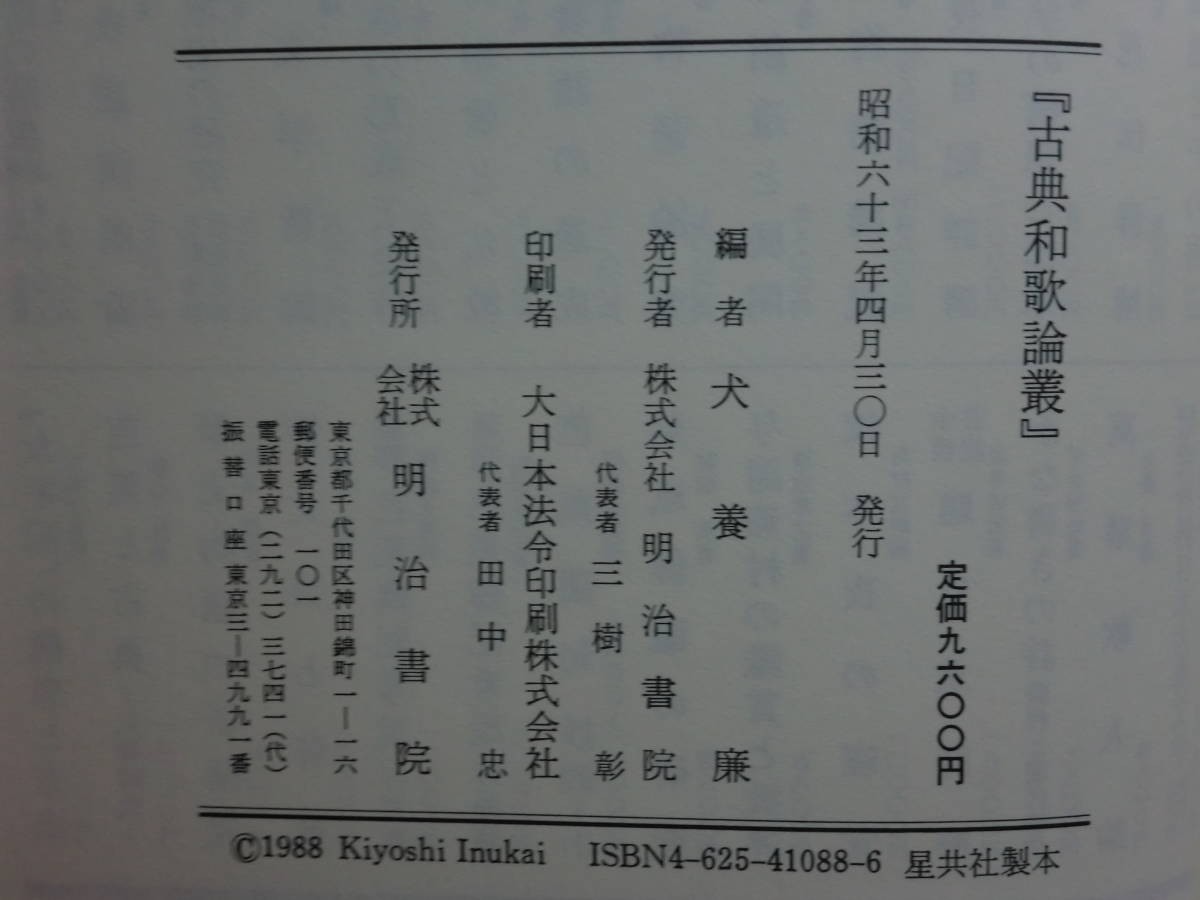 『古典和歌論叢』
定価九六〇〇円
昭和六十三年四月三〇日 発行
編者 犬養廉
発行者 株式会社 明治書院
代表者 三樹彰
印刷者 大日本法令印刷株式会社
代表者 田中忠
発行所 株式会社 明治書院
東京都千代田区神田錦町一―一六
郵便番号 一〇一
電話東京(二九二)三七四一(代)
振替口座 東京三―四九九一番
©1988 Kiyoshi Inukai ISBN4-625-41088-6 星共社製本